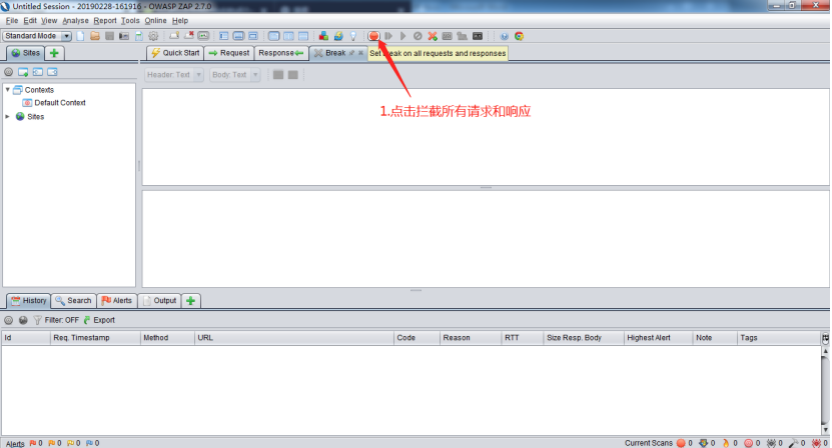 Untitled Session - 20190228-161916 - OWASP ZAP 2.7.0
File Edit View Analyse Report Tools Online Help
Standard Mode
Sites
Quick Start
Request
Response
Break
Set break on all requests and responses
Header: Text
Body: Text
Contexts
Default Context
Sites
1.点击拦截所有请求和响应
History
Search
Alerts
Output
Filter: OFF
Export
Id
Req. Timestamp
Method
URL
Code
Reason
RTT
Size Resp. Body
Highest Alert
Note
Tags
Alerts 0 0 0 0
Current Scans 0 0 0 0 0 0 0